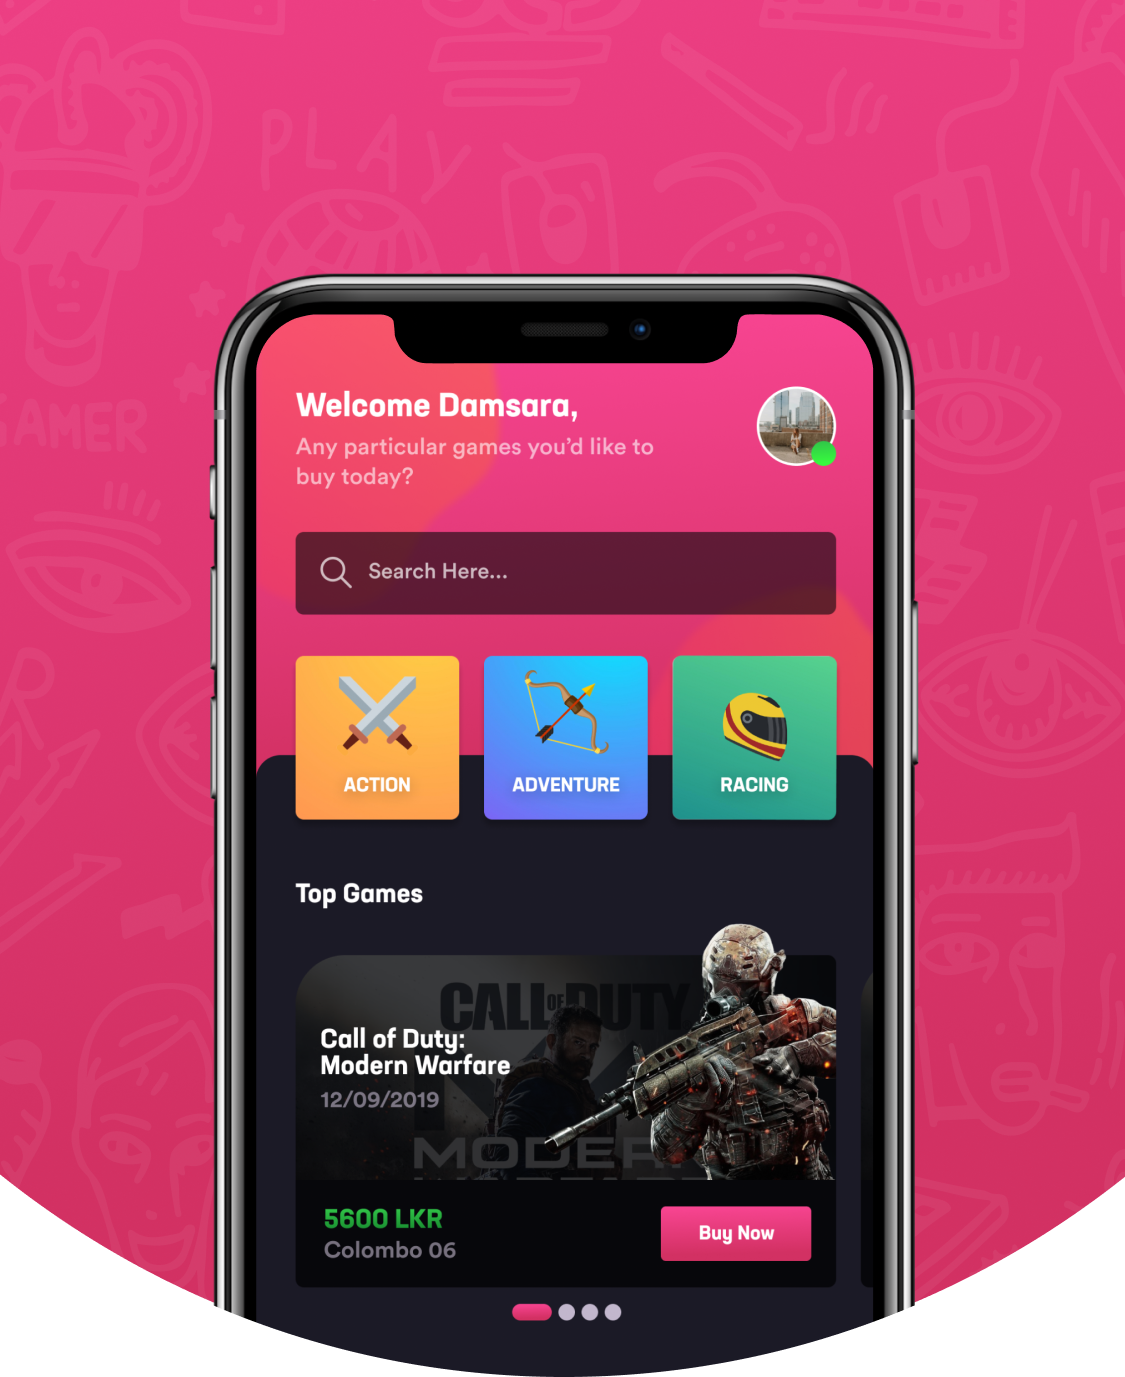 PLAY
GAMER
Welcome Damsara,
Any particular games you’d like to
buy today?
Search Here...
ACTION
ADVENTURE
RACING
Top Games
CALL OF DUTY
Call of Duty:
Modern Warfare
12/09/2019
MODERN
WARFARE
5600 LKR
Colombo 06
Buy Now